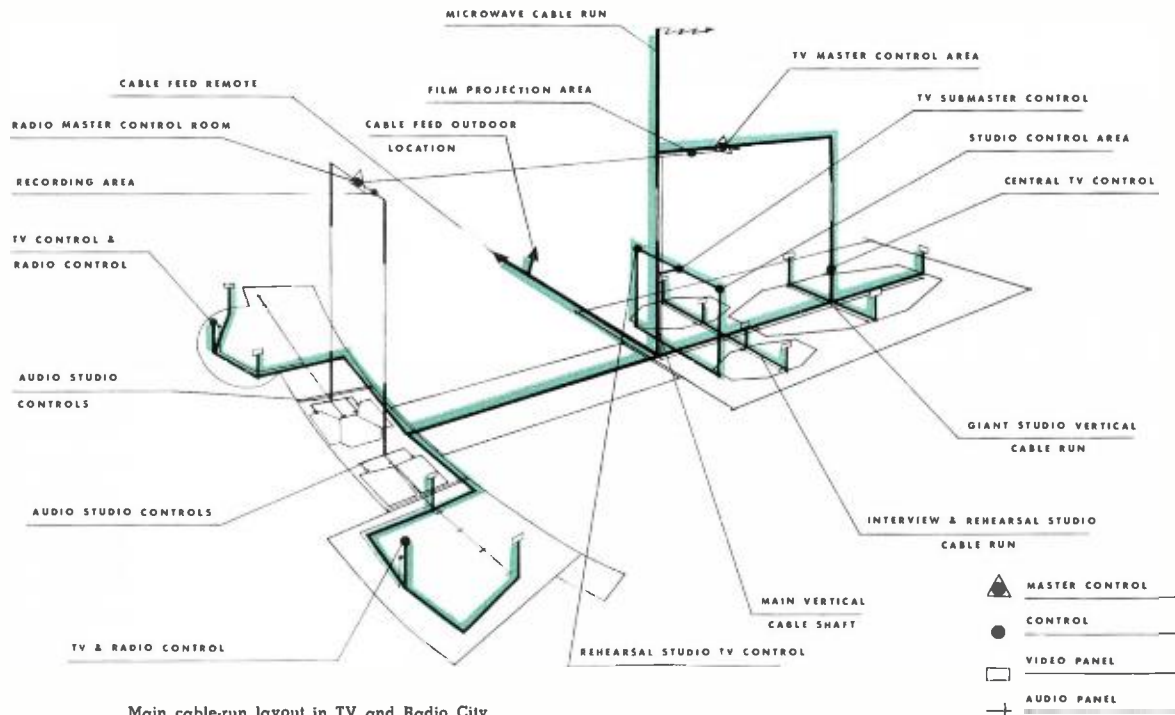 MICROWAVE CABLE RUN
TV MASTER CONTROL AREA
CABLE FEED REMOTE
FILM PROJECTION AREA
TV SUBMASTER CONTROL
RADIO MASTER CONTROL ROOM
CABLE FEED OUTDOOR
LOCATION
STUDIO CONTROL AREA
RECORDING AREA
CENTRAL TV CONTROL
TV CONTROL &
RADIO CONTROL
AUDIO STUDIO
CONTROLS
GIANT STUDIO VERTICAL
CABLE RUN
AUDIO STUDIO CONTROLS
INTERVIEW & REHEARSAL STUDIO
CABLE RUN
MAIN VERTICAL
CABLE SHAFT
TV & RADIO CONTROL
REHEARSAL STUDIO TV CONTROL
MASTER CONTROL
CONTROL
VIDEO PANEL
AUDIO PANEL
Main cable-run layout in TV and Radio City